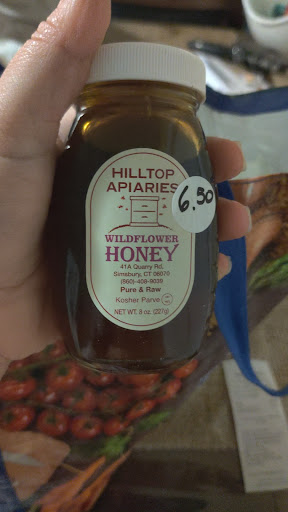 HILLTOP
APIARIES
6.50
WILDFLOWER
HONEY
41A Quarry Rd.
Simsbury, CT 06070
(860)-408-9039
Pure & Raw
Kosher Parve
NET WT. 8 oz. (227g)